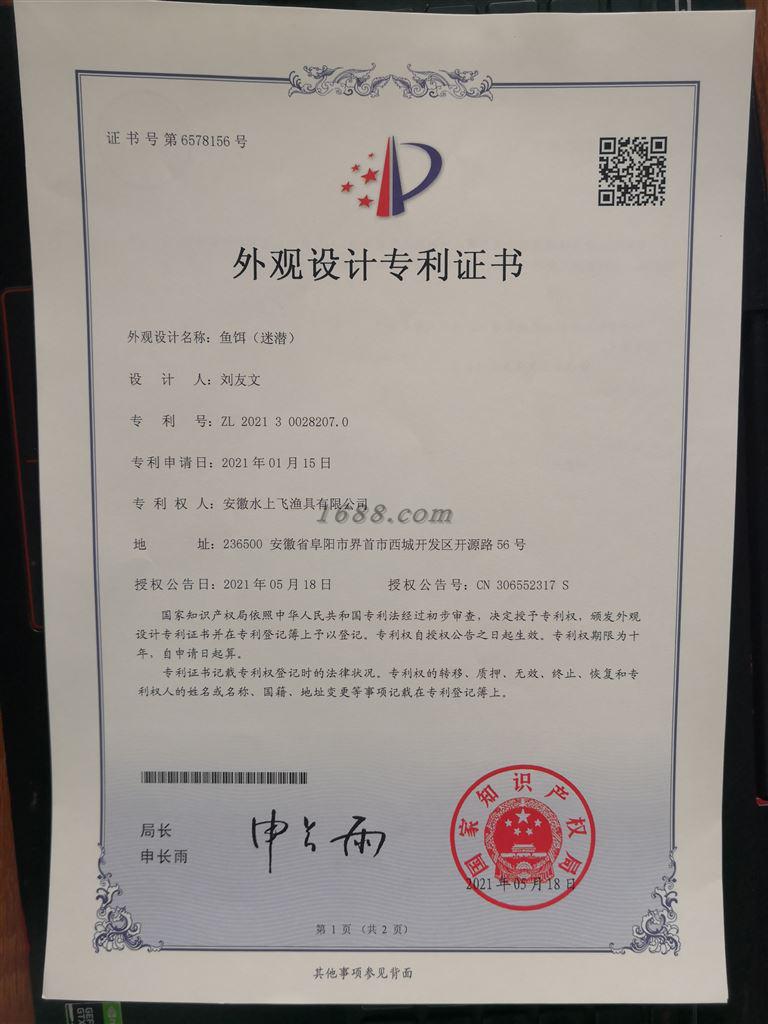 证书号第6578156号
外观设计专利证书
外观设计名称：鱼饵（迷潜）
设计人：刘友文
专利号：ZL 2021 3 0028207.0
专利申请日：2021年01月15日
专利权人：安徽水上飞渔具有限公司
1688.com
地址：236500 安徽省阜阳市界首市西城开发区开源路56号
授权公告日：2021年05月18日 授权公告号：CN 306552317 S
国家知识产权局依照中华人民共和国专利法经过初步审查，决定授予专利权，颁发外观
设计专利证书并在专利登记簿上予以登记。专利权自授权公告之日起生效。专利权期限为十
年，自申请日起算。
专利证书记载专利权登记时的法律状况。专利权的转移、质押、无效、终止、恢复和专
利权人的姓名或名称、国籍、地址变更等事项记载在专利登记簿上。
局长
申长雨
申长雨
国家知识产权局
2021年05月18日
第1页（共2页）
其他事项参见背面